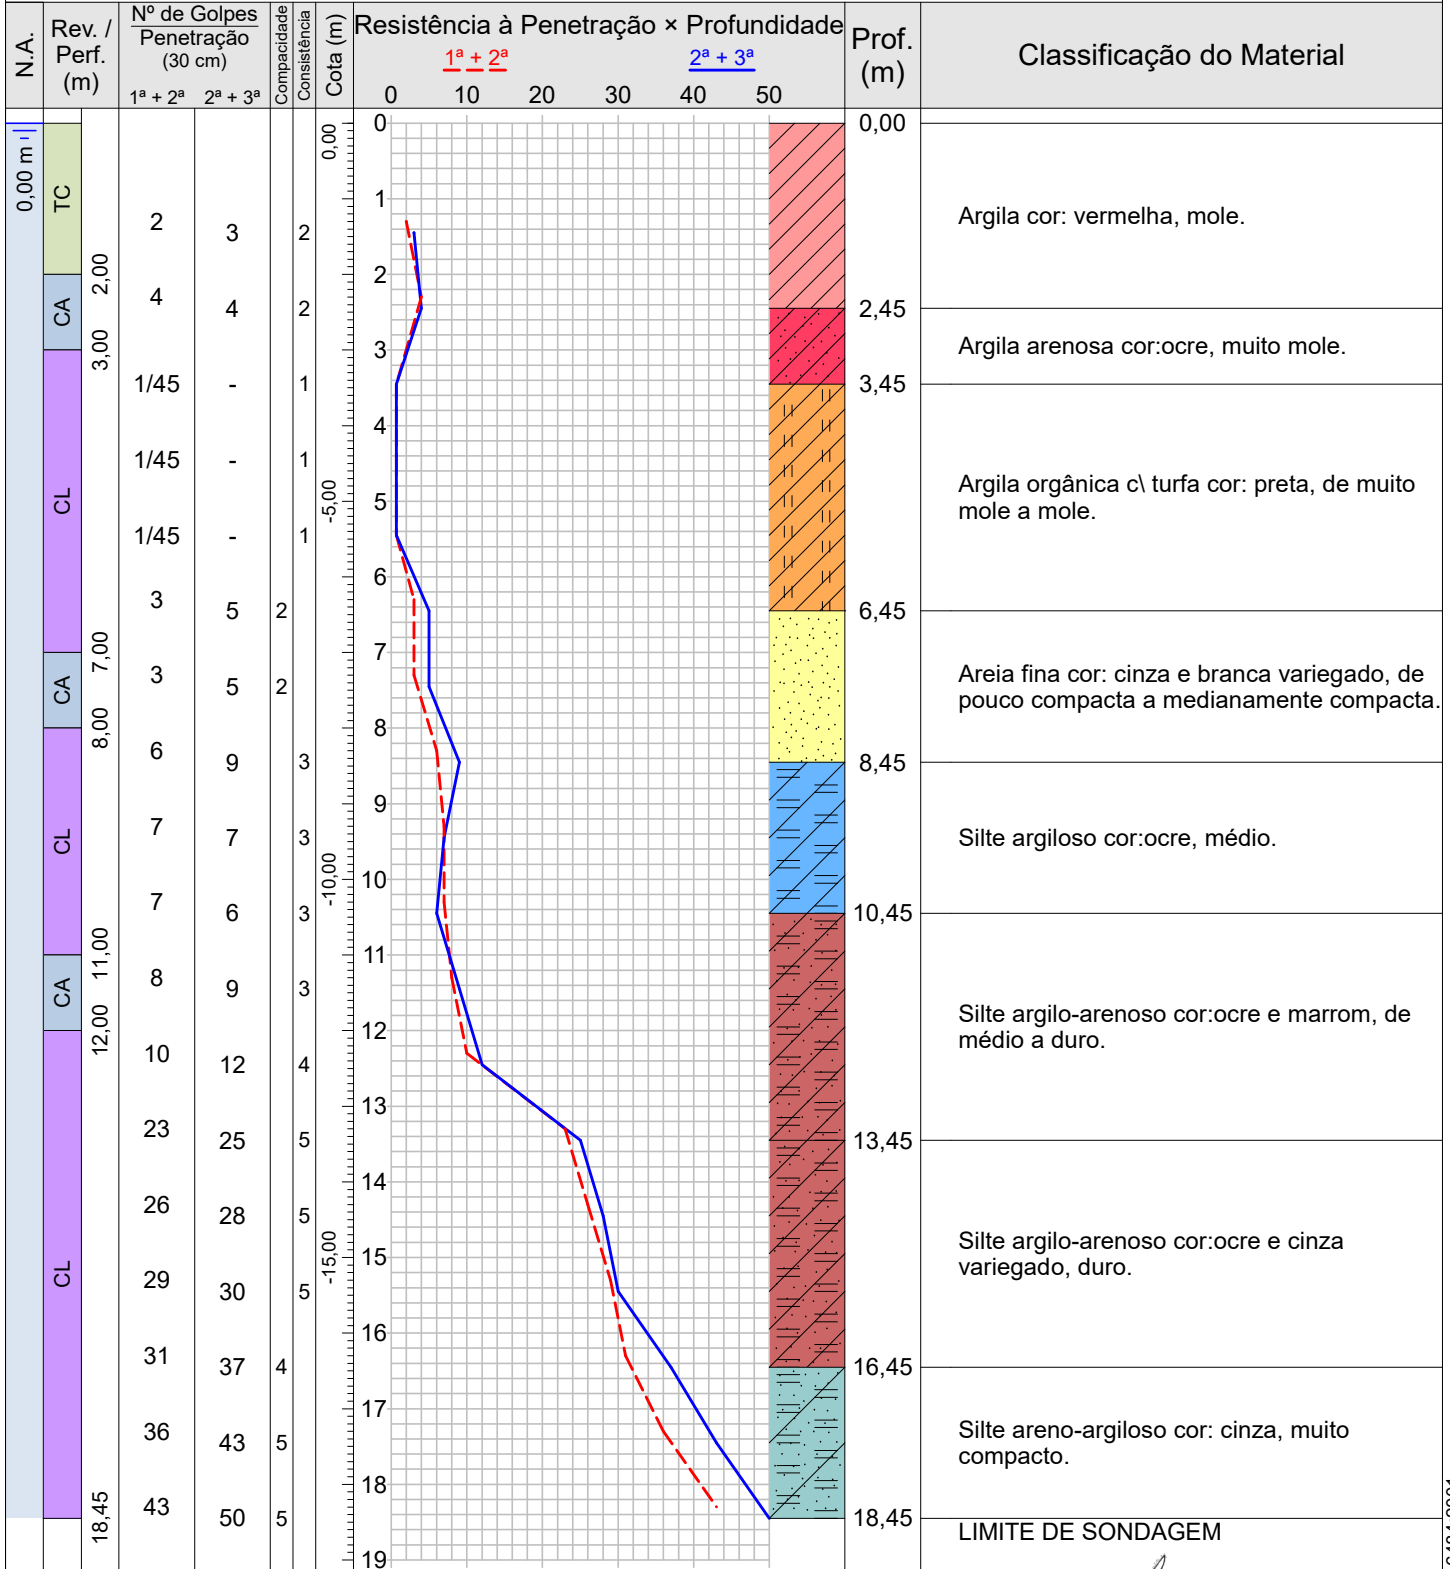 N.A.
Rev. /
Perf.
(m)
Nº de Golpes
Penetração
(30 cm)
1ª + 2ª
2ª + 3ª
Compacidade
Consistência
Cota (m)
Resistência à Penetração × Profundidade
1ª + 2ª
2ª + 3ª
0 10 20 30 40 50
Prof.
(m)
Classificação do Material
0,00 m
TC
2,00
CA
3,00
CL
7,00
CA
8,00
CL
11,00
CA
12,00
CL
18,45
2 3 2
4 4 2
1/45 - 1
1/45 - 1
1/45 - 1
3 5 2
3 5 2
6 9 3
7 7 3
7 6 3
8 9 3
10 12 4
23 25 5
26 28 5
29 30 5
31 37 4
36 43 5
43 50 5
0,00
-5,00
-10,00
-15,00
0
1
2
3
4
5
6
7
8
9
10
11
12
13
14
15
16
17
18
19
0,00
Argila cor: vermelha, mole.
2,45
Argila arenosa cor:ocre, muito mole.
3,45
Argila orgânica c\ turfa cor: preta, de muito
mole a mole.
6,45
Areia fina cor: cinza e branca variegado, de
pouco compacta a medianamente compacta.
8,45
Silte argiloso cor:ocre, médio.
10,45
Silte argilo-arenoso cor:ocre e marrom, de
médio a duro.
13,45
Silte argilo-arenoso cor:ocre e cinza
variegado, duro.
16,45
Silte areno-argiloso cor: cinza, muito
compacto.
18,45
LIMITE DE SONDAGEM